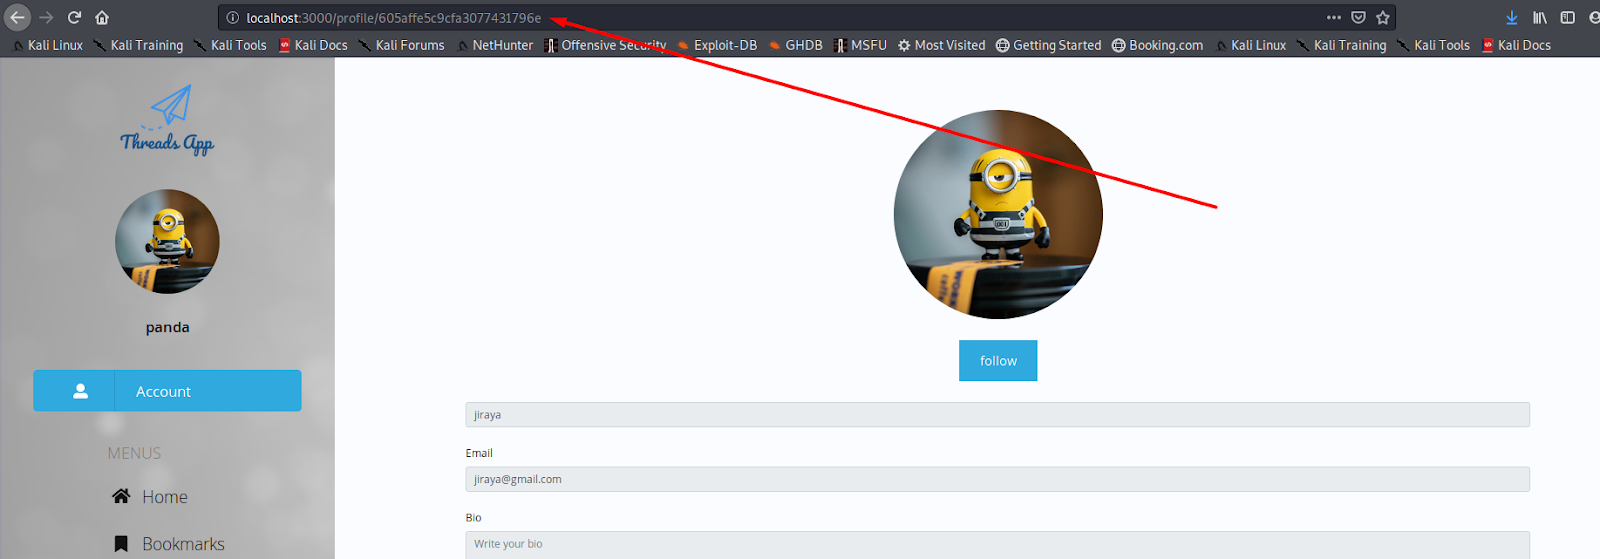 localhost:3000/profile/605affe5c9cfa3077431796e
Kali Linux Kali Training Kali Tools Kali Docs Kali Forums NetHunter Offensive Security Exploit-DB GHDB MSFU Most Visited Getting Started Booking.com Kali Linux Kali Training Kali Tools Kali Docs
Threads App
panda
Account
MENUS
Home
Bookmarks
follow
jiraya
Email
jiraya@gmail.com
Bio
Write your bio